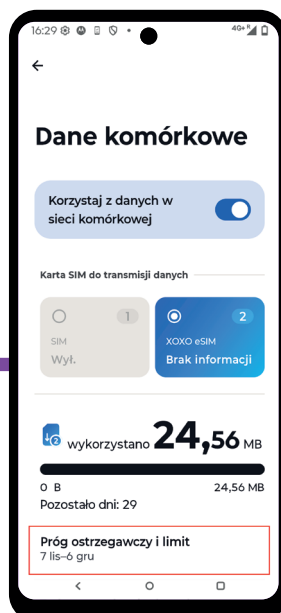 16:29
4G+ R
Dane komórkowe
Korzystaj z danych w
sieci komórkowej
Karta SIM do transmisji danych
1
2
SIM
XOXO eSIM
Wył.
Brak informacji
2
wykorzystano 24,56 MB
0 B
24,56 MB
Pozostało dni: 29
Próg ostrzegawczy i limit
7 lis–6 gru